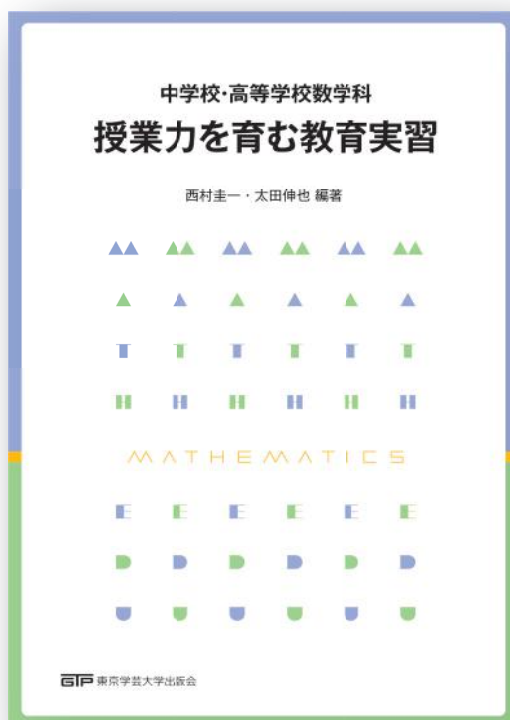 中学校・高等学校数学科
授業力を育む教育実習
西村圭一・太田伸也 編著
T T T T T T
H H H H H H
MATHEMATICS
E E E E E E
D D D D D D
U U U U U U
GTP 東京学芸大学出版会